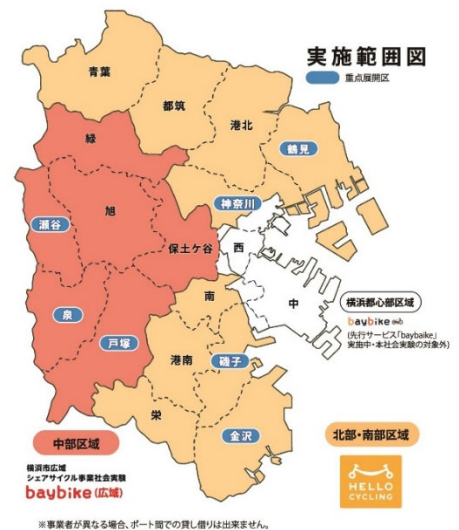 実施範囲図
重点展開区
青葉
都筑
港北
鶴見
緑
神奈川
旭
瀬谷
保土ケ谷
西
中
南
泉
戸塚
港南
磯子
栄
金沢
横浜都心部区域
baybike
(先行サービス「baybaike」
実施中・本社会実験の対象外)
中部区域
横浜市広域
シェアサイクル事業社会実験
baybike(広域)
北部・南部区域
HELLO
CYCLING
※事業者が異なる場合、ポート間での貸し借りは出来ません。